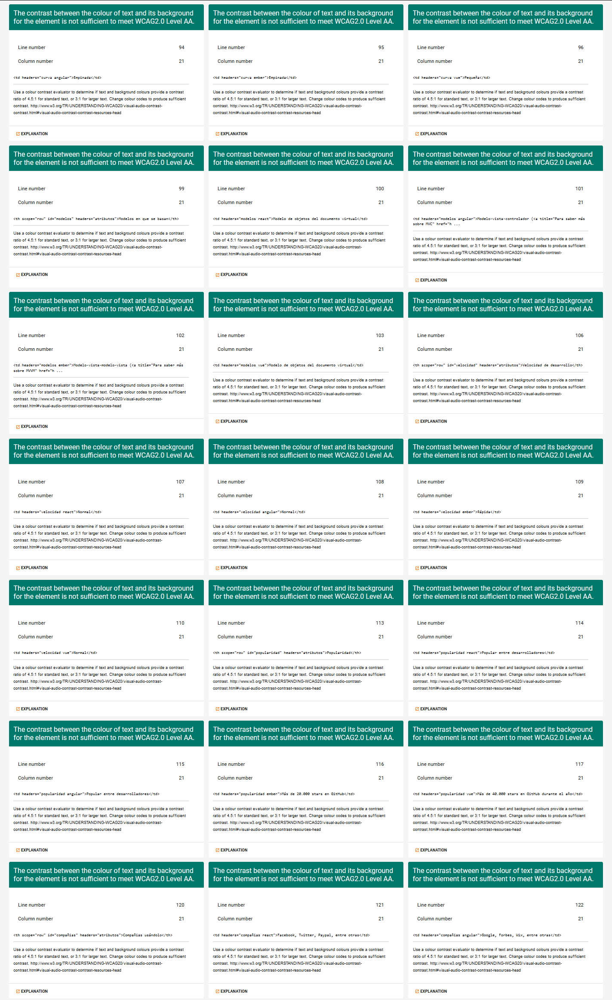 The contrast between the colour of text and its background
for the element is not sufficient to meet WCAG2.0 Level AA.
Line number 94
Column number 21
<td headers="curva angular">Empinada</td>
Use a colour contrast evaluator to determine if text and background colours provide a contrast
ratio of 4.5:1 for standard text, or 3:1 for larger text. Change colour codes to produce sufficient
contrast. http://www.w3.org/TR/UNDERSTANDING-WCAG20/visual-audio-contrast-
contrast.html#visual-audio-contrast-contrast-resources-head
EXPLANATION
The contrast between the colour of text and its background
for the element is not sufficient to meet WCAG2.0 Level AA.
Line number 95
Column number 21
<td headers="curva ember">Empinada</td>
Use a colour contrast evaluator to determine if text and background colours provide a contrast
ratio of 4.5:1 for standard text, or 3:1 for larger text. Change colour codes to produce sufficient
contrast. http://www.w3.org/TR/UNDERSTANDING-WCAG20/visual-audio-contrast-
contrast.html#visual-audio-contrast-contrast-resources-head
EXPLANATION
The contrast between the colour of text and its background
for the element is not sufficient to meet WCAG2.0 Level AA.
Line number 96
Column number 21
<td headers="curva vue">Pequeña</td>
Use a colour contrast evaluator to determine if text and background colours provide a contrast
ratio of 4.5:1 for standard text, or 3:1 for larger text. Change colour codes to produce sufficient
contrast. http://www.w3.org/TR/UNDERSTANDING-WCAG20/visual-audio-contrast-
contrast.html#visual-audio-contrast-contrast-resources-head
EXPLANATION
The contrast between the colour of text and its background
for the element is not sufficient to meet WCAG2.0 Level AA.
Line number 99
Column number 21
<th scope="row" id="modelos" headers="atributos">Modelos en que se basan</th>
Use a colour contrast evaluator to determine if text and background colours provide a contrast
ratio of 4.5:1 for standard text, or 3:1 for larger text. Change colour codes to produce sufficient
contrast. http://www.w3.org/TR/UNDERSTANDING-WCAG20/visual-audio-contrast-
contrast.html#visual-audio-contrast-contrast-resources-head
EXPLANATION
The contrast between the colour of text and its background
for the element is not sufficient to meet WCAG2.0 Level AA.
Line number 100
Column number 21
<td headers="modelos react">Modelo de objetos del documento virtual</td>
Use a colour contrast evaluator to determine if text and background colours provide a contrast
ratio of 4.5:1 for standard text, or 3:1 for larger text. Change colour codes to produce sufficient
contrast. http://www.w3.org/TR/UNDERSTANDING-WCAG20/visual-audio-contrast-
contrast.html#visual-audio-contrast-contrast-resources-head
EXPLANATION
The contrast between the colour of text and its background
for the element is not sufficient to meet WCAG2.0 Level AA.
Line number 101
Column number 21
<td headers="modelos angular">Modelo-vista-controlador (<a title="Para saber más
sobre MVC" href="h ...
Use a colour contrast evaluator to determine if text and background colours provide a contrast
ratio of 4.5:1 for standard text, or 3:1 for larger text. Change colour codes to produce sufficient
contrast. http://www.w3.org/TR/UNDERSTANDING-WCAG20/visual-audio-contrast-
contrast.html#visual-audio-contrast-contrast-resources-head
EXPLANATION
The contrast between the colour of text and its background
for the element is not sufficient to meet WCAG2.0 Level AA.
Line number 102
Column number 21
<td headers="modelos ember">Modelo-vista-modelo-vista (<a title="Para saber más
sobre MVVM" href="h ...
Use a colour contrast evaluator to determine if text and background colours provide a contrast
ratio of 4.5:1 for standard text, or 3:1 for larger text. Change colour codes to produce sufficient
contrast. http://www.w3.org/TR/UNDERSTANDING-WCAG20/visual-audio-contrast-
contrast.html#visual-audio-contrast-contrast-resources-head
EXPLANATION
The contrast between the colour of text and its background
for the element is not sufficient to meet WCAG2.0 Level AA.
Line number 103
Column number 21
<td headers="modelos vue">Modelo de objetos del documento virtual</td>
Use a colour contrast evaluator to determine if text and background colours provide a contrast
ratio of 4.5:1 for standard text, or 3:1 for larger text. Change colour codes to produce sufficient
contrast. http://www.w3.org/TR/UNDERSTANDING-WCAG20/visual-audio-contrast-
contrast.html#visual-audio-contrast-contrast-resources-head
EXPLANATION
The contrast between the colour of text and its background
for the element is not sufficient to meet WCAG2.0 Level AA.
Line number 106
Column number 21
<th scope="row" id="velocidad" headers="atributos">Velocidad de desarrollo</th>
Use a colour contrast evaluator to determine if text and background colours provide a contrast
ratio of 4.5:1 for standard text, or 3:1 for larger text. Change colour codes to produce sufficient
contrast. http://www.w3.org/TR/UNDERSTANDING-WCAG20/visual-audio-contrast-
contrast.html#visual-audio-contrast-contrast-resources-head
EXPLANATION
The contrast between the colour of text and its background
for the element is not sufficient to meet WCAG2.0 Level AA.
Line number 107
Column number 21
<td headers="velocidad react">Normal</td>
Use a colour contrast evaluator to determine if text and background colours provide a contrast
ratio of 4.5:1 for standard text, or 3:1 for larger text. Change colour codes to produce sufficient
contrast. http://www.w3.org/TR/UNDERSTANDING-WCAG20/visual-audio-contrast-
contrast.html#visual-audio-contrast-contrast-resources-head
EXPLANATION
The contrast between the colour of text and its background
for the element is not sufficient to meet WCAG2.0 Level AA.
Line number 108
Column number 21
<td headers="velocidad angular">Normal</td>
Use a colour contrast evaluator to determine if text and background colours provide a contrast
ratio of 4.5:1 for standard text, or 3:1 for larger text. Change colour codes to produce sufficient
contrast. http://www.w3.org/TR/UNDERSTANDING-WCAG20/visual-audio-contrast-
contrast.html#visual-audio-contrast-contrast-resources-head
EXPLANATION
The contrast between the colour of text and its background
for the element is not sufficient to meet WCAG2.0 Level AA.
Line number 109
Column number 21
<td headers="velocidad ember">Rápida</td>
Use a colour contrast evaluator to determine if text and background colours provide a contrast
ratio of 4.5:1 for standard text, or 3:1 for larger text. Change colour codes to produce sufficient
contrast. http://www.w3.org/TR/UNDERSTANDING-WCAG20/visual-audio-contrast-
contrast.html#visual-audio-contrast-contrast-resources-head
EXPLANATION
The contrast between the colour of text and its background
for the element is not sufficient to meet WCAG2.0 Level AA.
Line number 110
Column number 21
<td headers="velocidad vue">Normal</td>
Use a colour contrast evaluator to determine if text and background colours provide a contrast
ratio of 4.5:1 for standard text, or 3:1 for larger text. Change colour codes to produce sufficient
contrast. http://www.w3.org/TR/UNDERSTANDING-WCAG20/visual-audio-contrast-
contrast.html#visual-audio-contrast-contrast-resources-head
EXPLANATION
The contrast between the colour of text and its background
for the element is not sufficient to meet WCAG2.0 Level AA.
Line number 113
Column number 21
<th scope="row" id="popularidad" headers="atributos">Popularidad</th>
Use a colour contrast evaluator to determine if text and background colours provide a contrast
ratio of 4.5:1 for standard text, or 3:1 for larger text. Change colour codes to produce sufficient
contrast. http://www.w3.org/TR/UNDERSTANDING-WCAG20/visual-audio-contrast-
contrast.html#visual-audio-contrast-contrast-resources-head
EXPLANATION
The contrast between the colour of text and its background
for the element is not sufficient to meet WCAG2.0 Level AA.
Line number 114
Column number 21
<td headers="popularidad react">Popular entre desarrolladores</td>
Use a colour contrast evaluator to determine if text and background colours provide a contrast
ratio of 4.5:1 for standard text, or 3:1 for larger text. Change colour codes to produce sufficient
contrast. http://www.w3.org/TR/UNDERSTANDING-WCAG20/visual-audio-contrast-
contrast.html#visual-audio-contrast-contrast-resources-head
EXPLANATION
The contrast between the colour of text and its background
for the element is not sufficient to meet WCAG2.0 Level AA.
Line number 115
Column number 21
<td headers="popularidad angular">Popular entre desarrolladores</td>
Use a colour contrast evaluator to determine if text and background colours provide a contrast
ratio of 4.5:1 for standard text, or 3:1 for larger text. Change colour codes to produce sufficient
contrast. http://www.w3.org/TR/UNDERSTANDING-WCAG20/visual-audio-contrast-
contrast.html#visual-audio-contrast-contrast-resources-head
EXPLANATION
The contrast between the colour of text and its background
for the element is not sufficient to meet WCAG2.0 Level AA.
Line number 116
Column number 21
<td headers="popularidad ember">Más de 20.000 stars en GitHub</td>
Use a colour contrast evaluator to determine if text and background colours provide a contrast
ratio of 4.5:1 for standard text, or 3:1 for larger text. Change colour codes to produce sufficient
contrast. http://www.w3.org/TR/UNDERSTANDING-WCAG20/visual-audio-contrast-
contrast.html#visual-audio-contrast-contrast-resources-head
EXPLANATION
The contrast between the colour of text and its background
for the element is not sufficient to meet WCAG2.0 Level AA.
Line number 117
Column number 21
<td headers="popularidad vue">Más de 40.000 stars en GitHub durante el año</td>
Use a colour contrast evaluator to determine if text and background colours provide a contrast
ratio of 4.5:1 for standard text, or 3:1 for larger text. Change colour codes to produce sufficient
contrast. http://www.w3.org/TR/UNDERSTANDING-WCAG20/visual-audio-contrast-
contrast.html#visual-audio-contrast-contrast-resources-head
EXPLANATION
The contrast between the colour of text and its background
for the element is not sufficient to meet WCAG2.0 Level AA.
Line number 120
Column number 21
<th scope="row" id="compañias" headers="atributos">Compañias usándolo</th>
Use a colour contrast evaluator to determine if text and background colours provide a contrast
ratio of 4.5:1 for standard text, or 3:1 for larger text. Change colour codes to produce sufficient
contrast. http://www.w3.org/TR/UNDERSTANDING-WCAG20/visual-audio-contrast-
contrast.html#visual-audio-contrast-contrast-resources-head
EXPLANATION
The contrast between the colour of text and its background
for the element is not sufficient to meet WCAG2.0 Level AA.
Line number 121
Column number 21
<td headers="compañias react">Facebook, Twitter, Paypal, entre otras</td>
Use a colour contrast evaluator to determine if text and background colours provide a contrast
ratio of 4.5:1 for standard text, or 3:1 for larger text. Change colour codes to produce sufficient
contrast. http://www.w3.org/TR/UNDERSTANDING-WCAG20/visual-audio-contrast-
contrast.html#visual-audio-contrast-contrast-resources-head
EXPLANATION
The contrast between the colour of text and its background
for the element is not sufficient to meet WCAG2.0 Level AA.
Line number 122
Column number 21
<td headers="compañias angular">Google, Forbes, Wix, entre otras</td>
Use a colour contrast evaluator to determine if text and background colours provide a contrast
ratio of 4.5:1 for standard text, or 3:1 for larger text. Change colour codes to produce sufficient
contrast. http://www.w3.org/TR/UNDERSTANDING-WCAG20/visual-audio-contrast-
contrast.html#visual-audio-contrast-contrast-resources-head
EXPLANATION